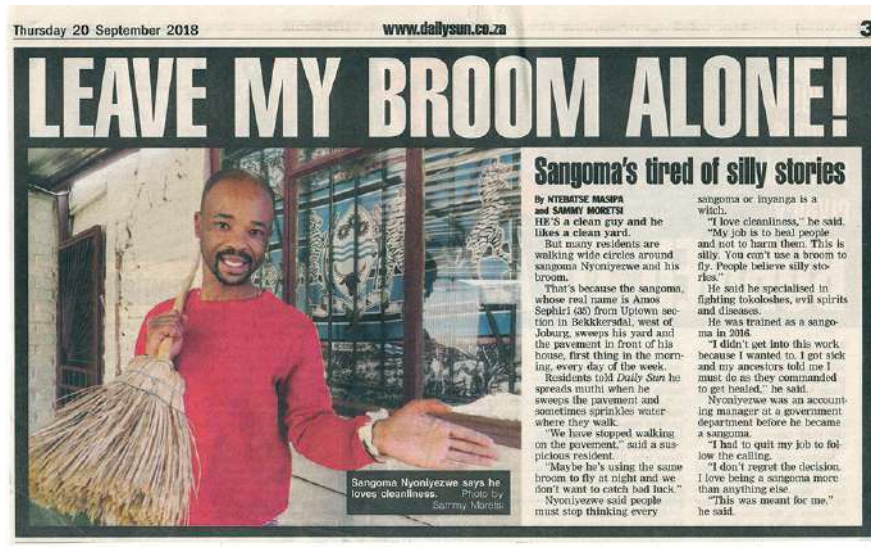 Thursday 20 September 2018
www.dailysun.co.za
3
LEAVE MY BROOM ALONE!
Sangoma's tired of silly stories
By NTEBATSE MASIPA
and SAMMY MORETSI
HE'S a clean guy and he
likes a clean yard.
But many residents are
walking wide circles around
sangoma Nyoniyezwe and his
broom.
That's because the sangoma,
whose real name is Amos
Sephiri (35) from Uptown sec-
tion in Bekkkersdal, west of
Joburg, sweeps his yard and
the pavement in front of his
house, first thing in the morn-
ing, every day of the week.
Residents told Daily Sun he
spreads muthi when he
sweeps the pavement and
sometimes sprinkles water
where they walk.
"We have stopped walking
on the pavement," said a sus-
picious resident.
"Maybe he's using the same
broom to fly at night and we
don't want to catch bad luck."
Nyoniyezwe said people
must stop thinking every
sangoma or inyanga is a
witch.
"I love cleanliness," he said.
"My job is to heal people
and not to harm them. This is
silly. You can't use a broom to
fly. People believe silly sto-
ries."
He said he specialised in
fighting tokoloshes, evil spirits
and diseases.
He was trained as a sango-
ma in 2016.
"I didn't get into this work
because I wanted to. I got sick
and my ancestors told me I
must do as they commanded
to get healed," he said.
Nyoniyezwe was an account-
ing manager at a government
department before he became
a sangoma.
"I had to quit my job to fol-
low the calling.
"I don't regret the decision.
I love being a sangoma more
than anything else.
"This was meant for me,"
he said.
Sangoma Nyoniyezwe says he
loves cleanliness. Photo by
Sammy Moretsi